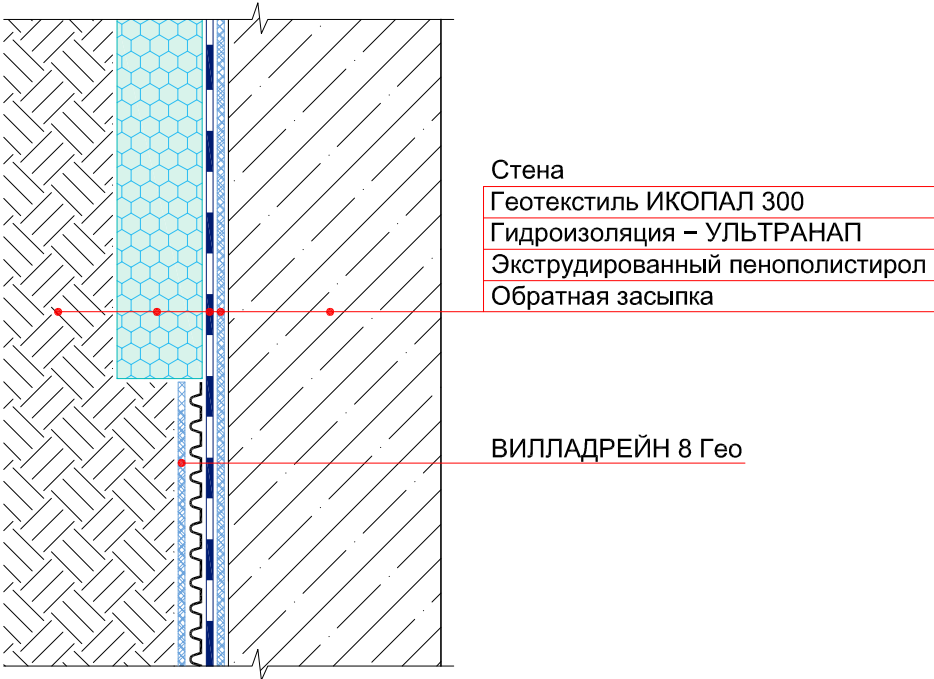 Стена
Геотекстиль ИКОПАЛ 300
Гидроизоляция – УЛЬТРАНАП
Экструдированный пенополистирол
Обратная засыпка
ВИЛЛАДРЕЙН 8 Гео